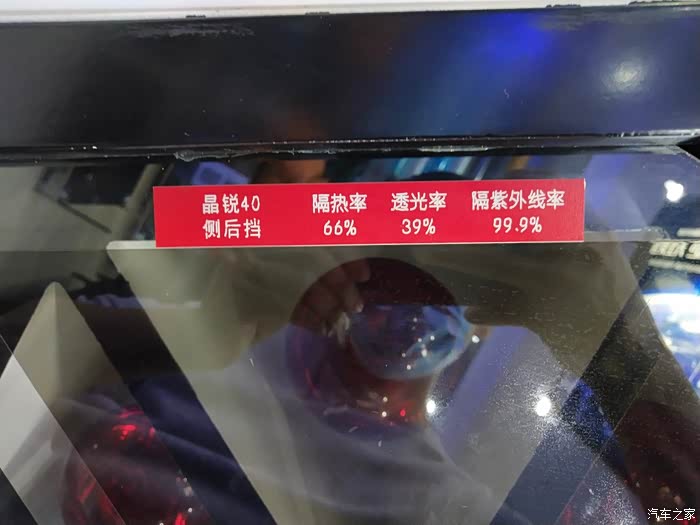 晶锐40 隔热率 透光率 隔紫外线率
侧后挡 66% 39% 99.9%
汽车之家